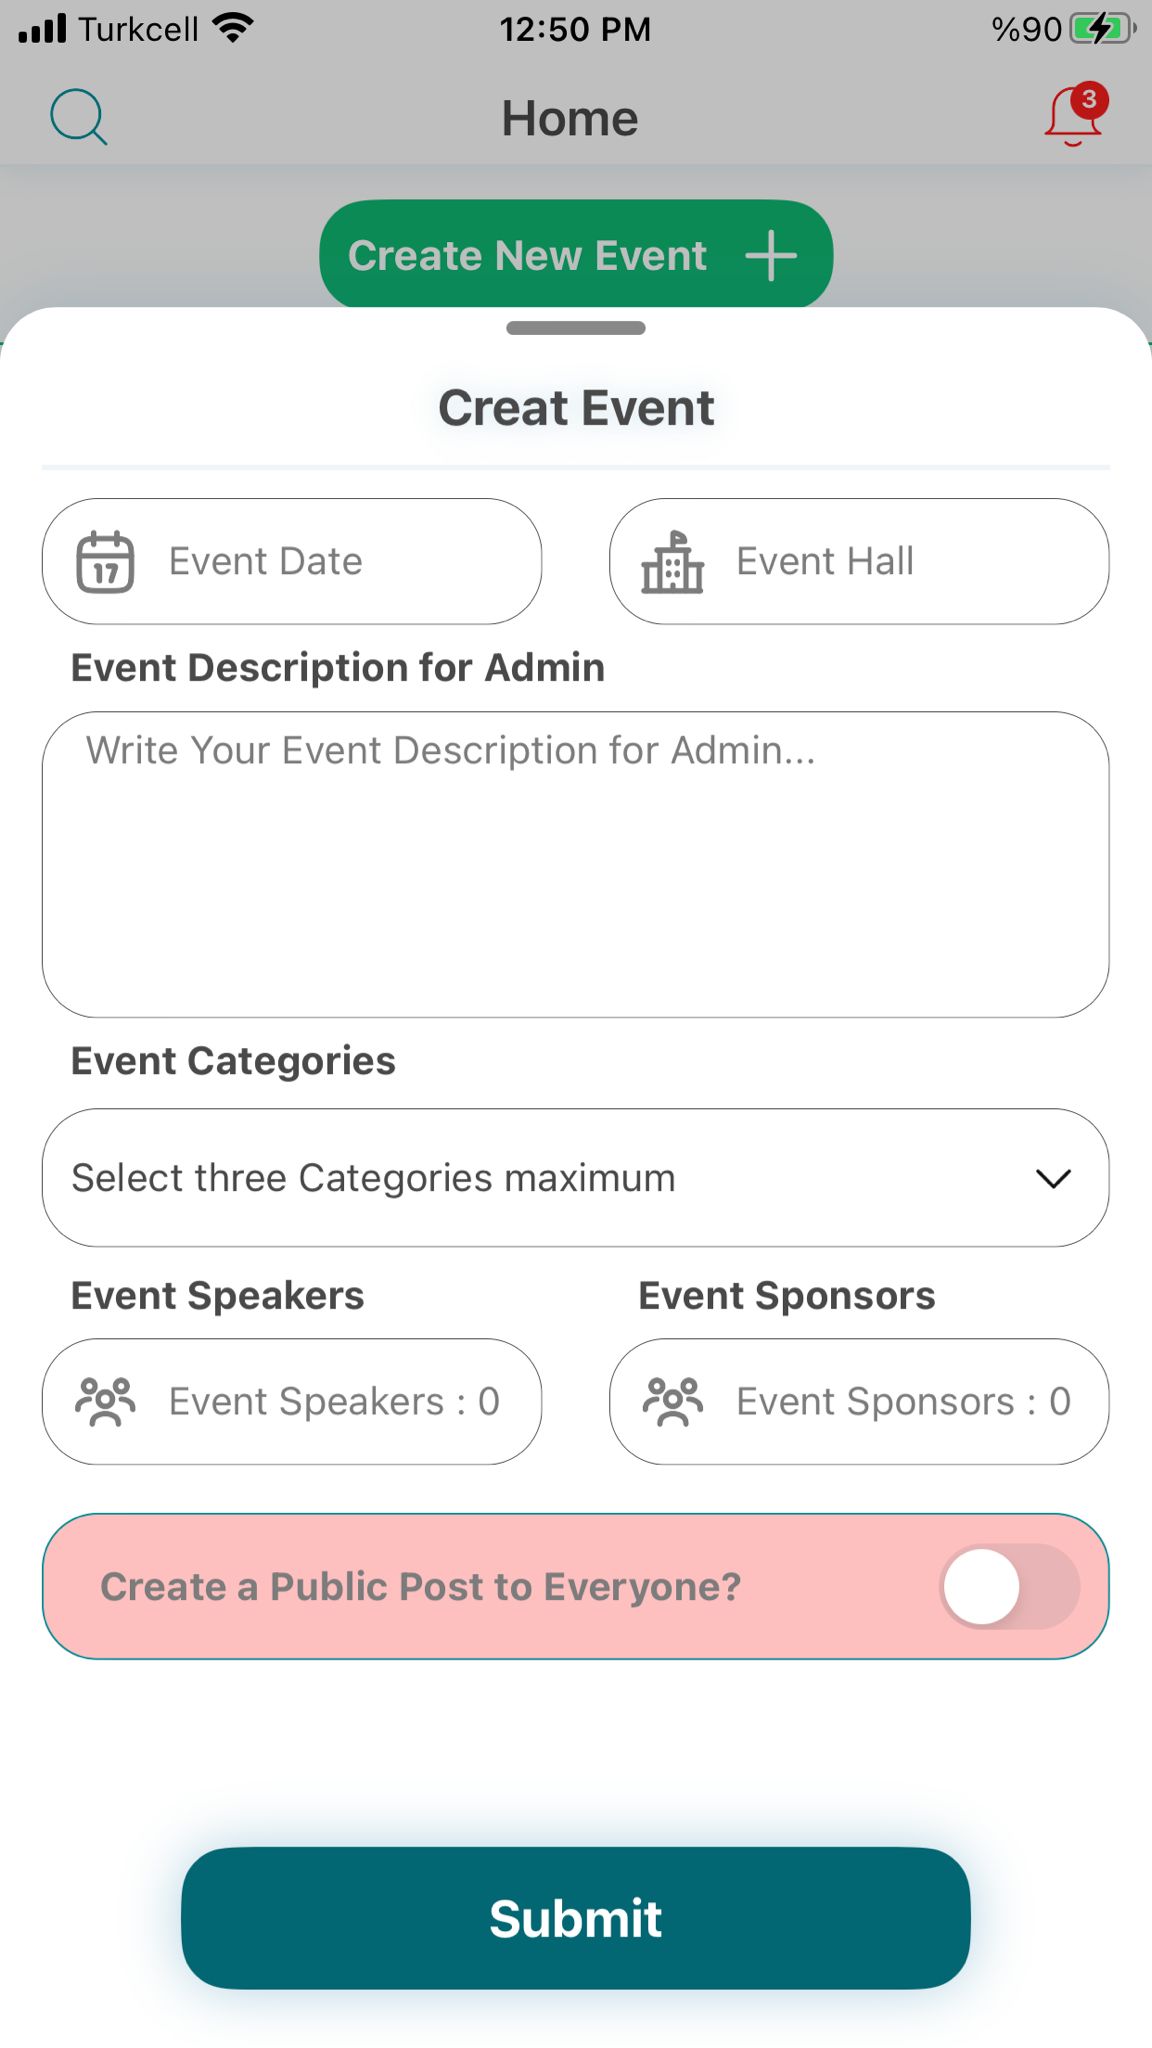 Turkcell 12:50 PM %90
Home 3
Create New Event
Creat Event
17 Event Date Event Hall
Event Description for Admin
Write Your Event Description for Admin...
Event Categories
Select three Categories maximum
Event Speakers Event Sponsors
Event Speakers : 0 Event Sponsors : 0
Create a Public Post to Everyone?
Submit